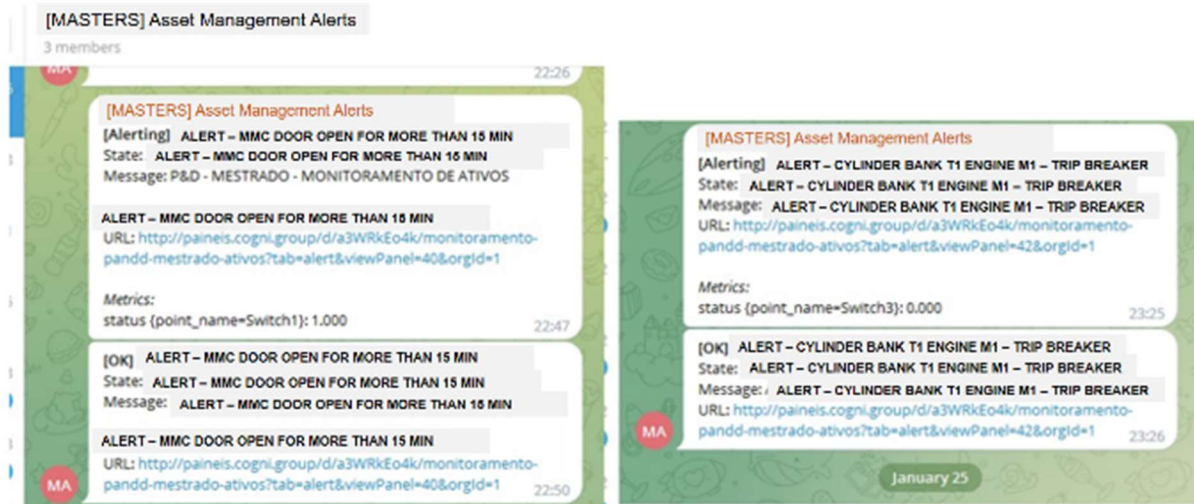 [MASTERS] Asset Management Alerts
3 members
MA
22:26
[MASTERS] Asset Management Alerts
[Alerting] ALERT – MMC DOOR OPEN FOR MORE THAN 15 MIN
State: ALERT – MMC DOOR OPEN FOR MORE THAN 15 MIN
Message: P&D - MESTRADO - MONITORAMENTO DE ATIVOS
ALERT – MMC DOOR OPEN FOR MORE THAN 15 MIN
URL: http://paineis.cogni.group/d/a3WRkEo4k/monitoramento-
pandd-mestrado-ativos?tab=alert&viewPanel=40&orgId=1
Metrics:
status {point_name=Switch1}: 1.000
22:47
[OK] ALERT – MMC DOOR OPEN FOR MORE THAN 15 MIN
State: ALERT – MMC DOOR OPEN FOR MORE THAN 15 MIN
Message: ALERT – MMC DOOR OPEN FOR MORE THAN 15 MIN
ALERT – MMC DOOR OPEN FOR MORE THAN 15 MIN
URL: http://paineis.cogni.group/d/a3WRkEo4k/monitoramento-
pandd-mestrado-ativos?tab=alert&viewPanel=40&orgId=1
22:50
MA
[MASTERS] Asset Management Alerts
[Alerting] ALERT – CYLINDER BANK T1 ENGINE M1 – TRIP BREAKER
State: ALERT – CYLINDER BANK T1 ENGINE M1 – TRIP BREAKER
Message: ALERT – CYLINDER BANK T1 ENGINE M1 – TRIP BREAKER
URL: http://paineis.cogni.group/d/a3WRkEo4k/monitoramento-
pandd-mestrado-ativos?tab=alert&viewPanel=42&orgId=1
Metrics:
status {point_name=Switch3}: 0.000
23:25
[OK] ALERT – CYLINDER BANK T1 ENGINE M1 – TRIP BREAKER
State: ALERT – CYLINDER BANK T1 ENGINE M1 – TRIP BREAKER
Message: ALERT – CYLINDER BANK T1 ENGINE M1 – TRIP BREAKER
URL: http://paineis.cogni.group/d/a3WRkEo4k/monitoramento-
pandd-mestrado-ativos?tab=alert&viewPanel=42&orgId=1
23:26
MA
January 25